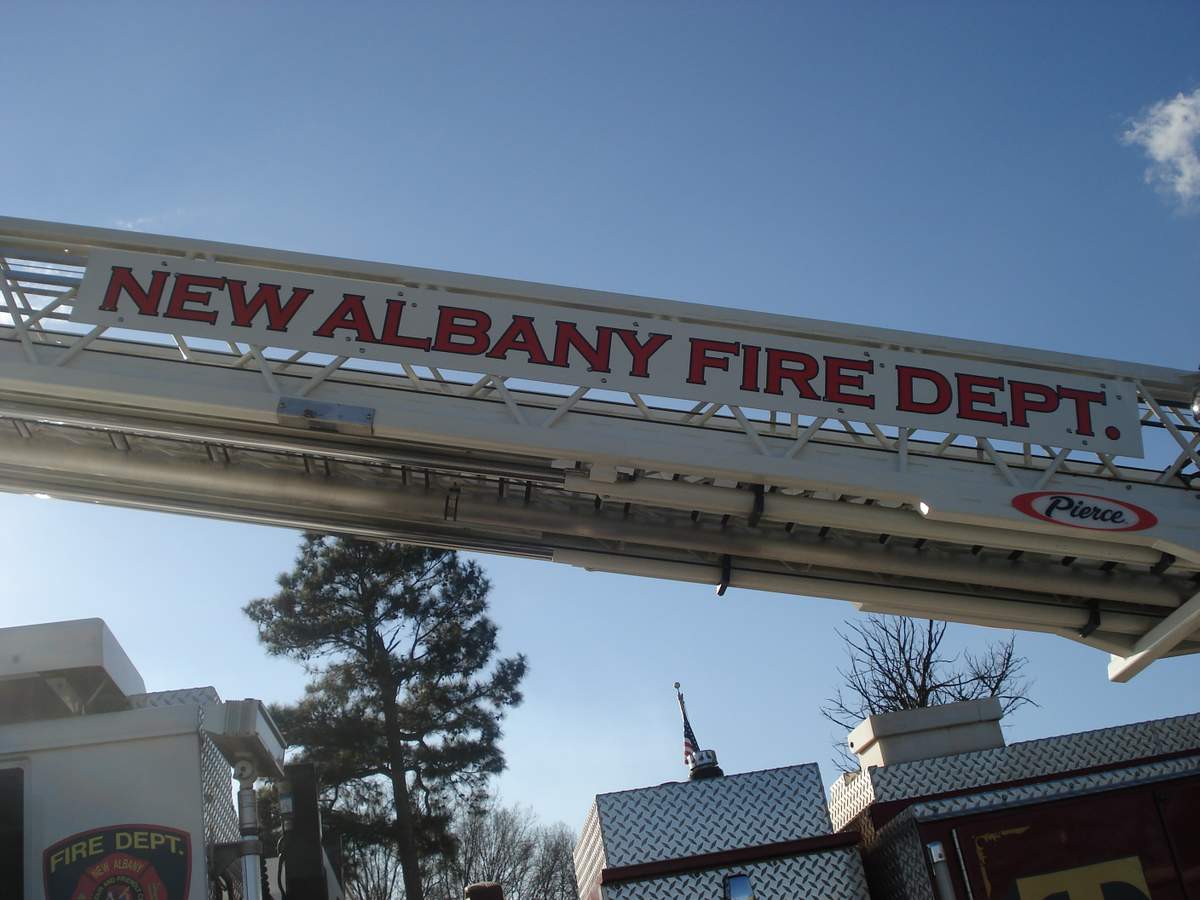 NEW ALBANY FIRE DEPT.
Pierce
FIRE DEPT.
NEW ALBANY